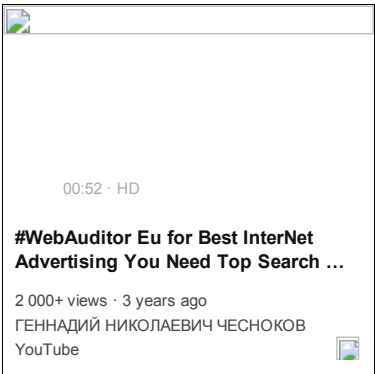 00:52 · HD
#WebAuditor Eu for Best InterNet
Advertising You Need Top Search ...
2 000+ views · 3 years ago
ГЕННАДИЙ НИКОЛАЕВИЧ ЧЕСНОКОВ
YouTube